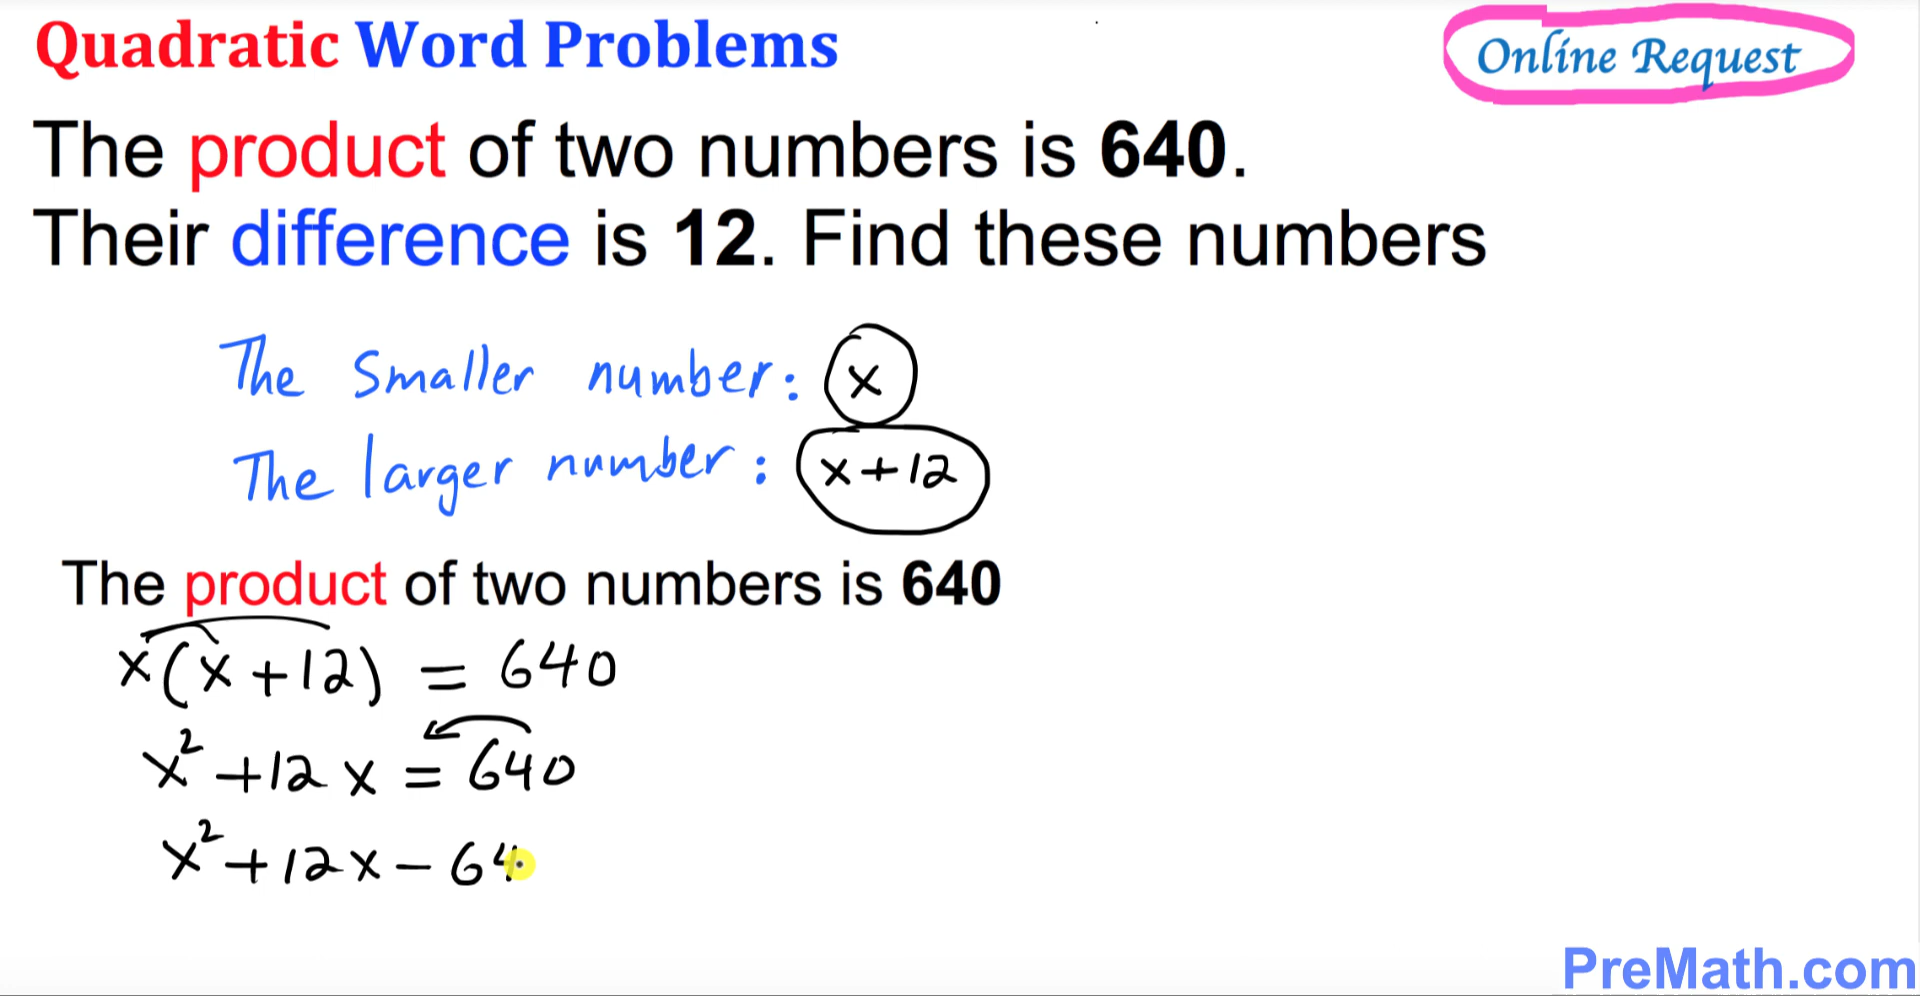 Quadratic Word Problems
Online Request
The product of two numbers is 640.
Their difference is 12. Find these numbers
The smaller number: x
The larger number: x+12
The product of two numbers is 640
x(x+12) = 640
x²+12x = 640
x²+12x-64
PreMath.com